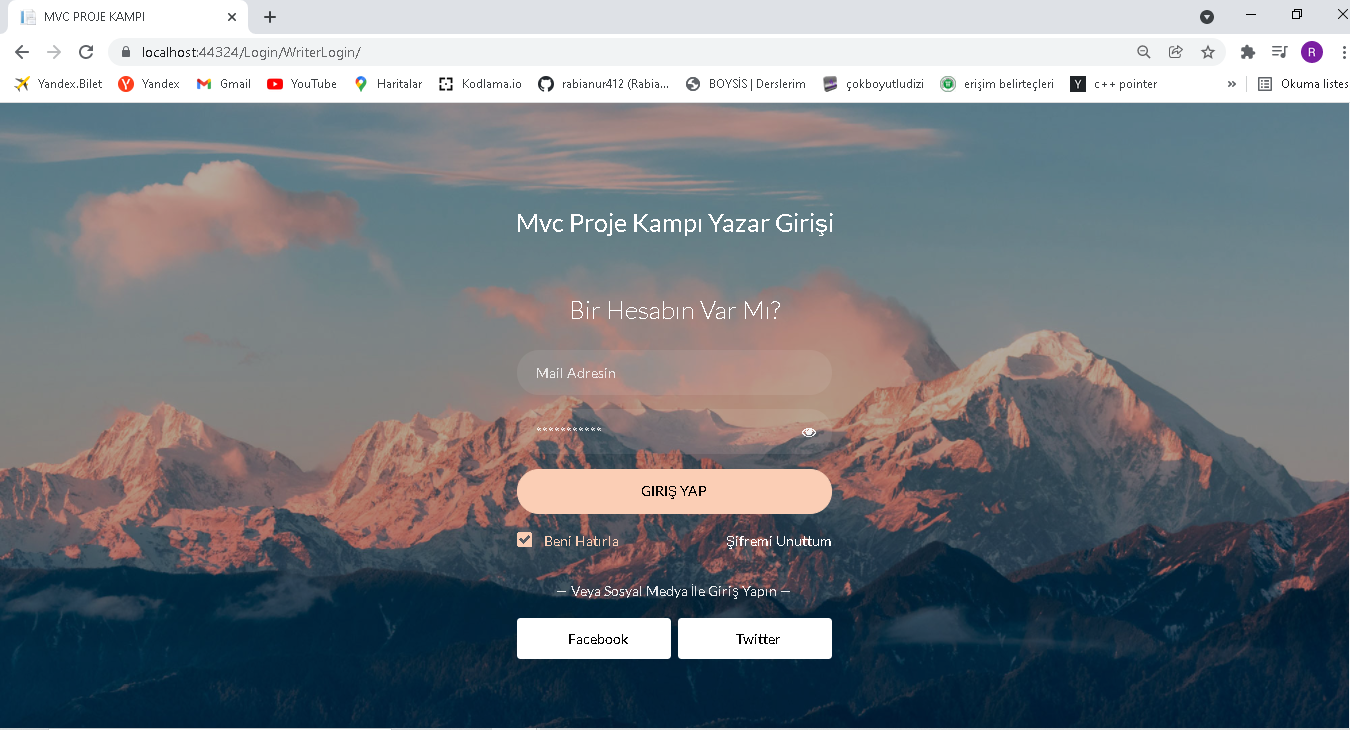 MVC PROJE KAMPI
localhost:44324/Login/WriterLogin/
R
Yandex.Bilet Yandex Gmail YouTube Haritalar Kodlama.io rabianur412 (Rabia... BOYSİS | Derslerim çokboyutludizi erişim belirteçleri c++ pointer » Okuma listes
Mvc Proje Kampı Yazar Girişi
Bir Hesabın Var Mı?
Mail Adresin
***********
GIRIŞ YAP
Beni Hatırla Şifremi Unuttum
— Veya Sosyal Medya İle Giriş Yapın —
Facebook Twitter